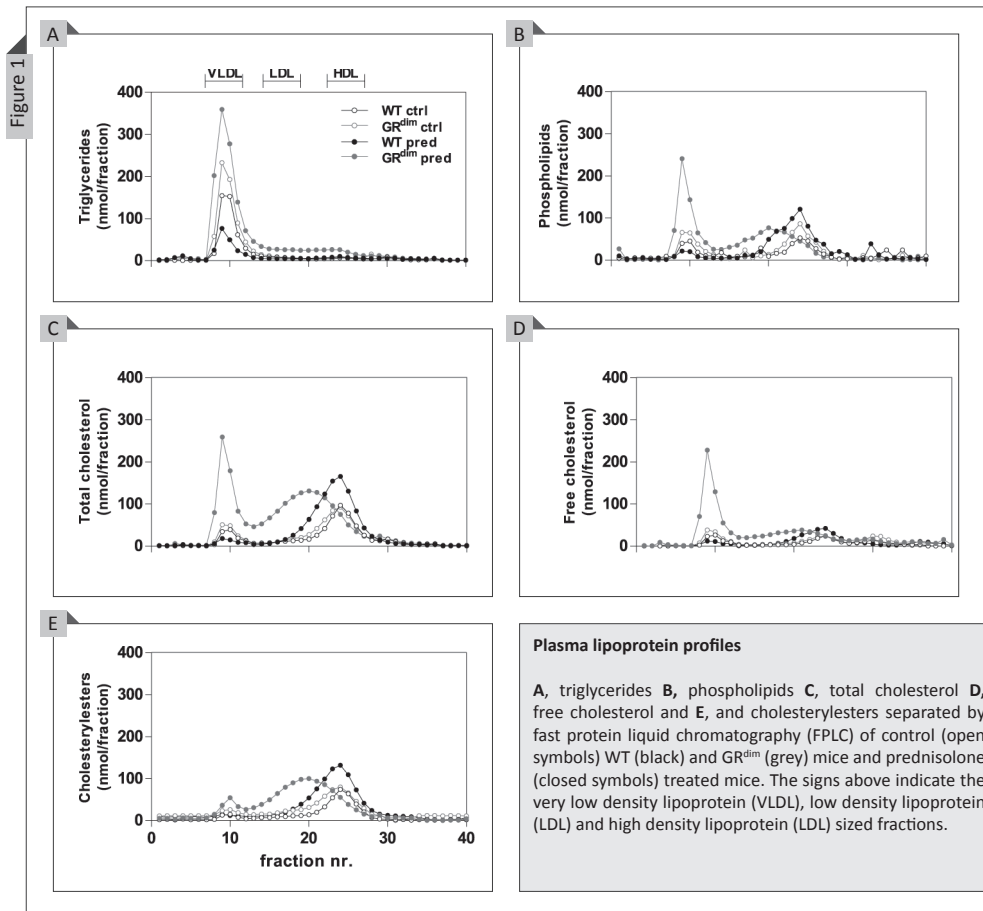 Figure 1
A
VLDL LDL HDL
400
300
200
100
0
Triglycerides
(nmol/fraction)
WT ctrl
GRdim ctrl
WT pred
GRdim pred
B
400
300
200
100
0
Phospholipids
(nmol/fraction)
C
400
300
200
100
0
Total cholesterol
(nmol/fraction)
0 10 20 30 40
D
400
300
200
100
0
Free cholesterol
(nmol/fraction)
E
400
300
200
100
0
Cholesterylesters
(nmol/fraction)
0 10 20 30 40
fraction nr.
Plasma lipoprotein profiles
A, triglycerides B, phospholipids C, total cholesterol D,
free cholesterol and E, and cholesterylesters separated by
fast protein liquid chromatography (FPLC) of control (open
symbols) WT (black) and GRdim (grey) mice and prednisolone
(closed symbols) treated mice. The signs above indicate the
very low density lipoprotein (VLDL), low density lipoprotein
(LDL) and high density lipoprotein (LDL) sized fractions.